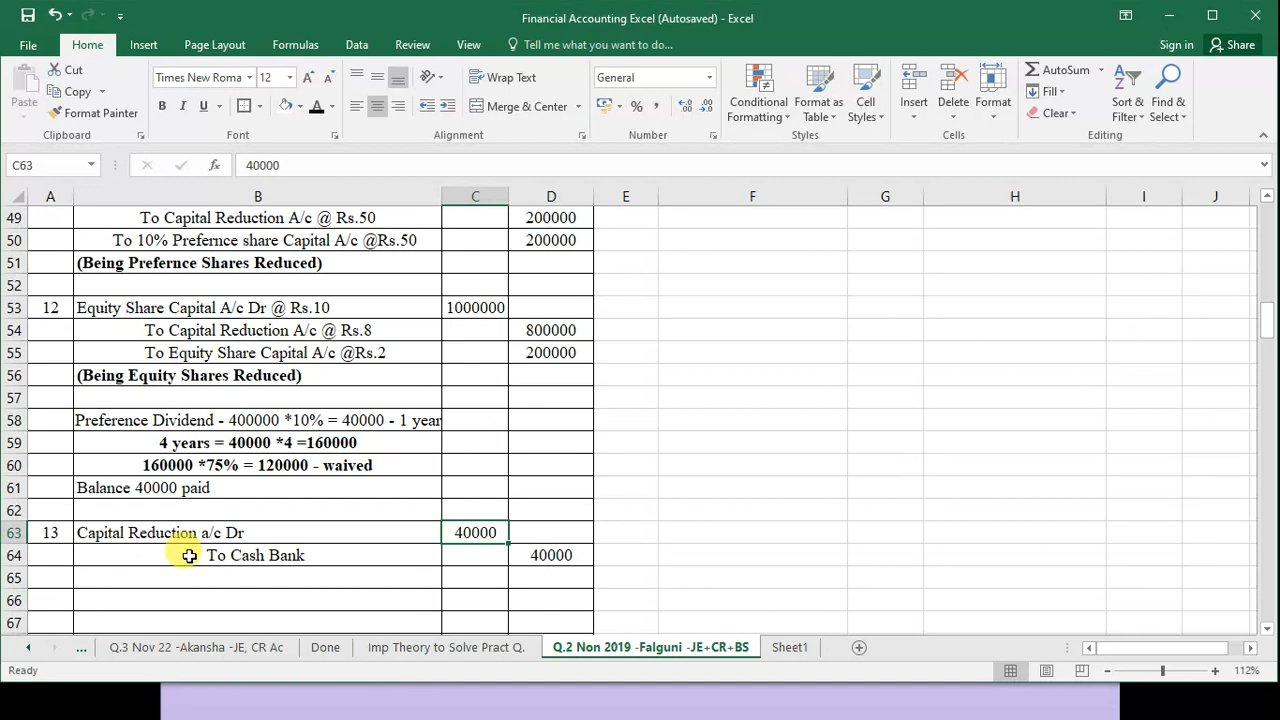 Financial Accounting Excel (Autosaved) - Excel
File Home Insert Page Layout Formulas Data Review View Tell me what you want to do... Sign in Share
Paste Cut Copy Format Painter
Times New Roma 12
B I U A
Wrap Text
Merge & Center
General
% ,
Conditional Formatting Format as Table Cell Styles
Insert Delete Format
AutoSum Fill Clear
Sort & Filter Find & Select
Clipboard Font Alignment Number Styles Cells Editing
C63 fx 40000
A B C D E F G H I J
49 To Capital Reduction A/c @ Rs.50 200000
50 To 10% Prefernce share Capital A/c @Rs.50 200000
51 (Being Prefernce Shares Reduced)
52
53 12 Equity Share Capital A/c Dr @ Rs.10 1000000
54 To Capital Reduction A/c @ Rs.8 800000
55 To Equity Share Capital A/c @Rs.2 200000
56 (Being Equity Shares Reduced)
57
58 Preference Dividend - 400000 *10% = 40000 - 1 year
59 4 years = 40000 *4 =160000
60 160000 *75% = 120000 - waived
61 Balance 40000 paid
62
63 13 Capital Reduction a/c Dr 40000
64 To Cash Bank 40000
65
66
67
... Q.3 Nov 22 -Akansha -JE, CR Ac Done Imp Theory to Solve Pract Q. Q.2 Non 2019 -Falguni -JE+CR+BS Sheet1
Ready 112%